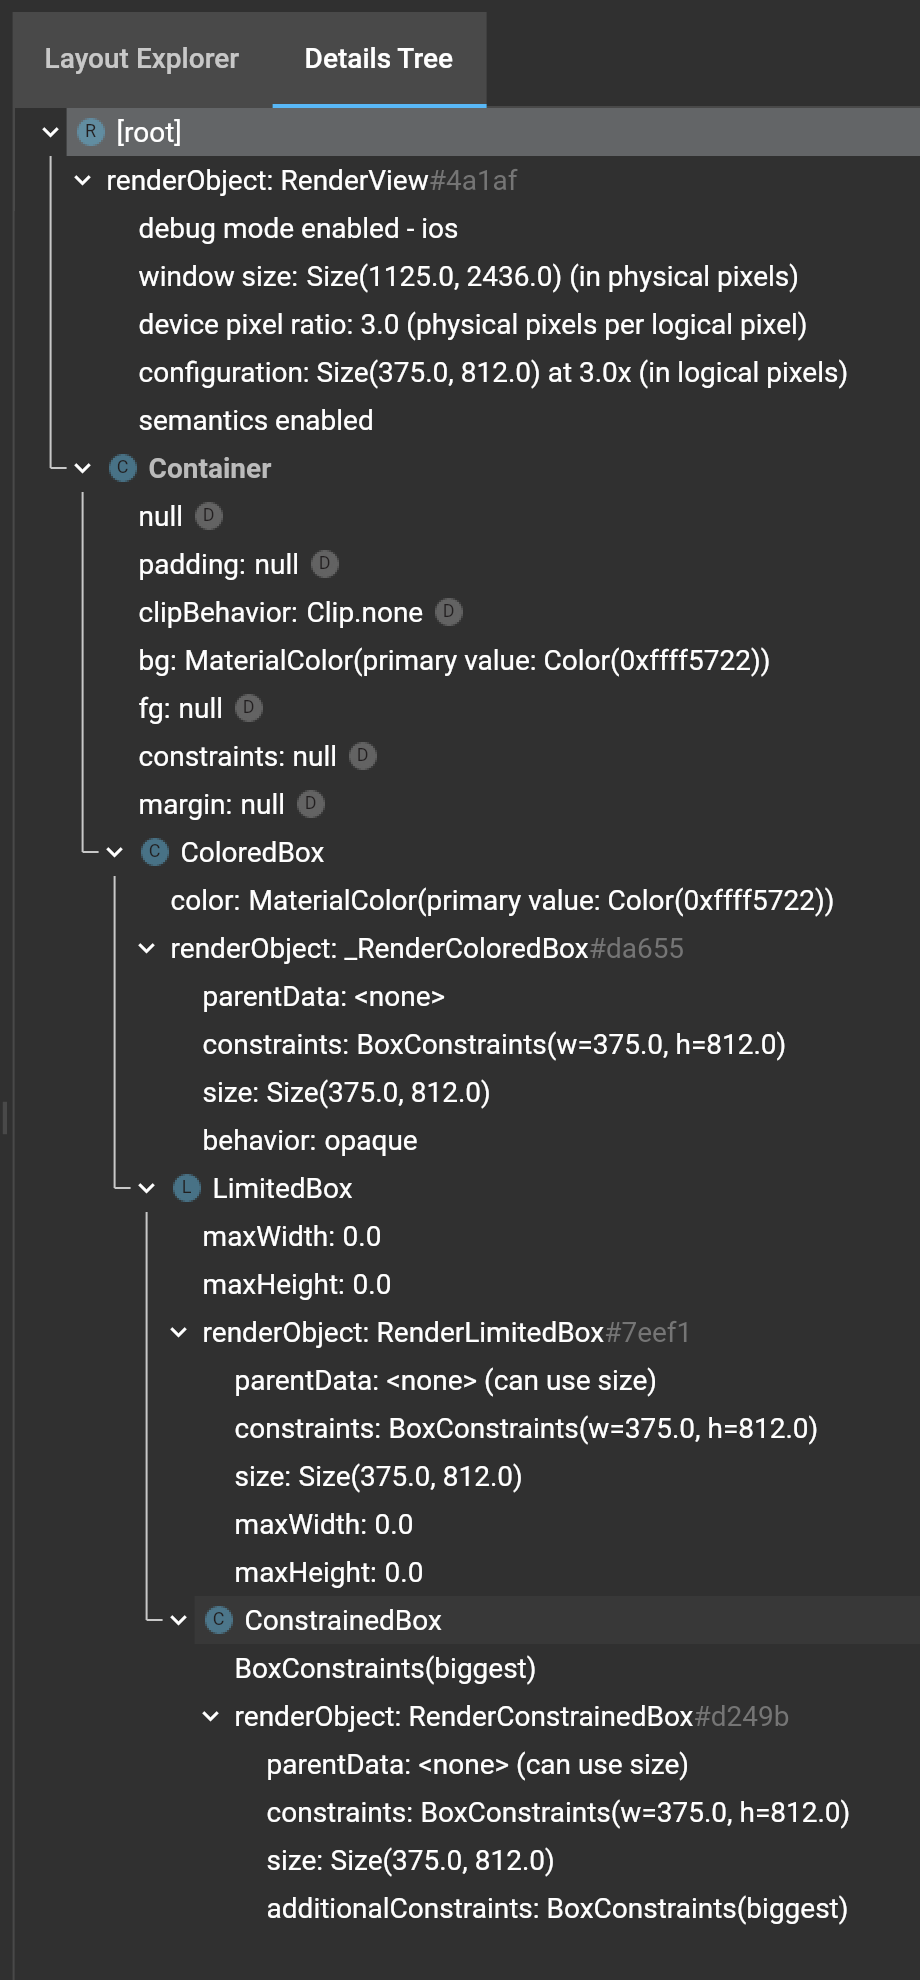 Layout Explorer Details Tree
R [root]
renderObject: RenderView#4a1af
debug mode enabled - ios
window size: Size(1125.0, 2436.0) (in physical pixels)
device pixel ratio: 3.0 (physical pixels per logical pixel)
configuration: Size(375.0, 812.0) at 3.0x (in logical pixels)
semantics enabled
C Container
null D
padding: null D
clipBehavior: Clip.none D
bg: MaterialColor(primary value: Color(0xffff5722))
fg: null D
constraints: null D
margin: null D
C ColoredBox
color: MaterialColor(primary value: Color(0xffff5722))
renderObject: _RenderColoredBox#da655
parentData: <none>
constraints: BoxConstraints(w=375.0, h=812.0)
size: Size(375.0, 812.0)
behavior: opaque
L LimitedBox
maxWidth: 0.0
maxHeight: 0.0
renderObject: RenderLimitedBox#7eef1
parentData: <none> (can use size)
constraints: BoxConstraints(w=375.0, h=812.0)
size: Size(375.0, 812.0)
maxWidth: 0.0
maxHeight: 0.0
C ConstrainedBox
BoxConstraints(biggest)
renderObject: RenderConstrainedBox#d249b
parentData: <none> (can use size)
constraints: BoxConstraints(w=375.0, h=812.0)
size: Size(375.0, 812.0)
additionalConstraints: BoxConstraints(biggest)